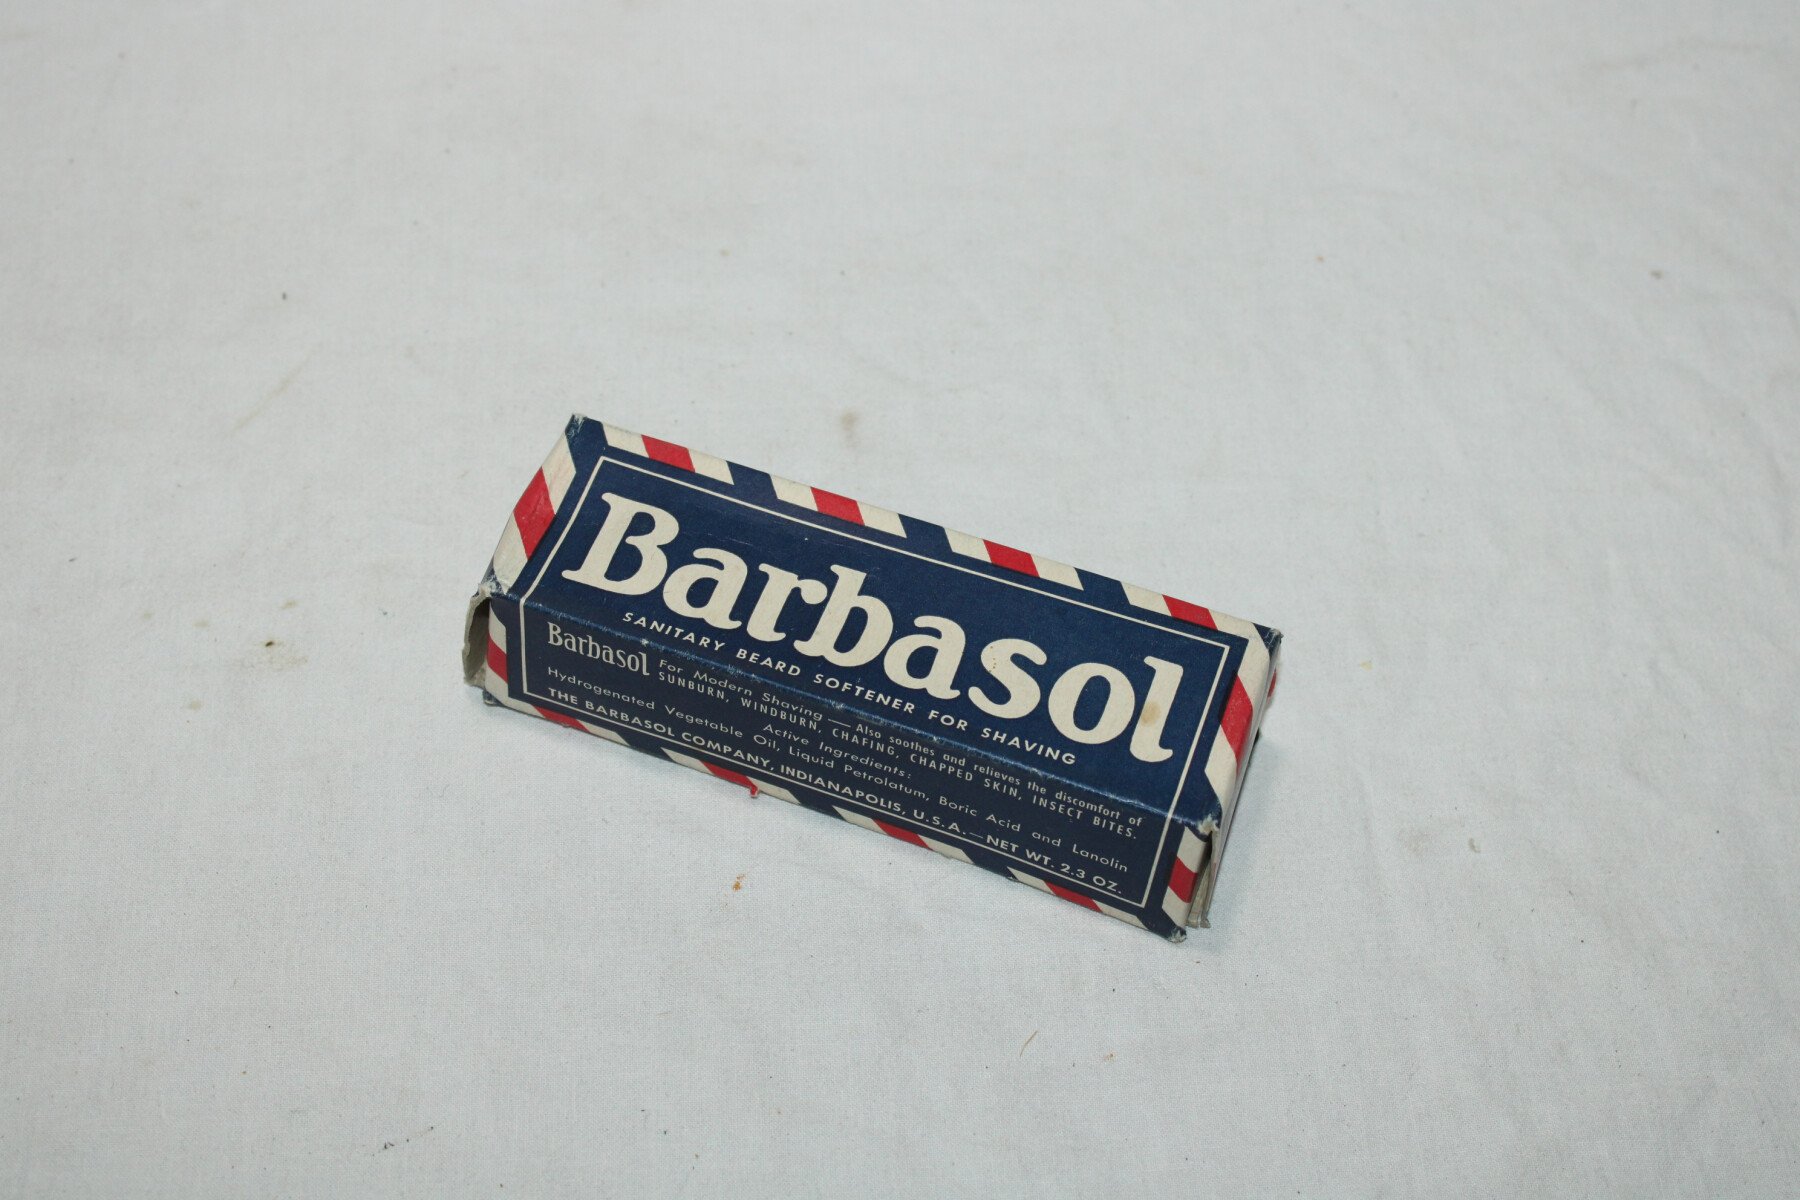 Barbasol
SANITARY BEARD SOFTENER FOR SHAVING
Barbasol For Modern Shaving — Also soothes and relieves the discomfort of
SUNBURN, WINDBURN, CHAFING, CHAPPED SKIN, INSECT BITES.
Active Ingredients:
Hydrogenated Vegetable Oil, Liquid Petrolatum, Boric Acid and Lanolin
THE BARBASOL COMPANY, INDIANAPOLIS, U.S.A.—NET WT. 2.3 OZ.